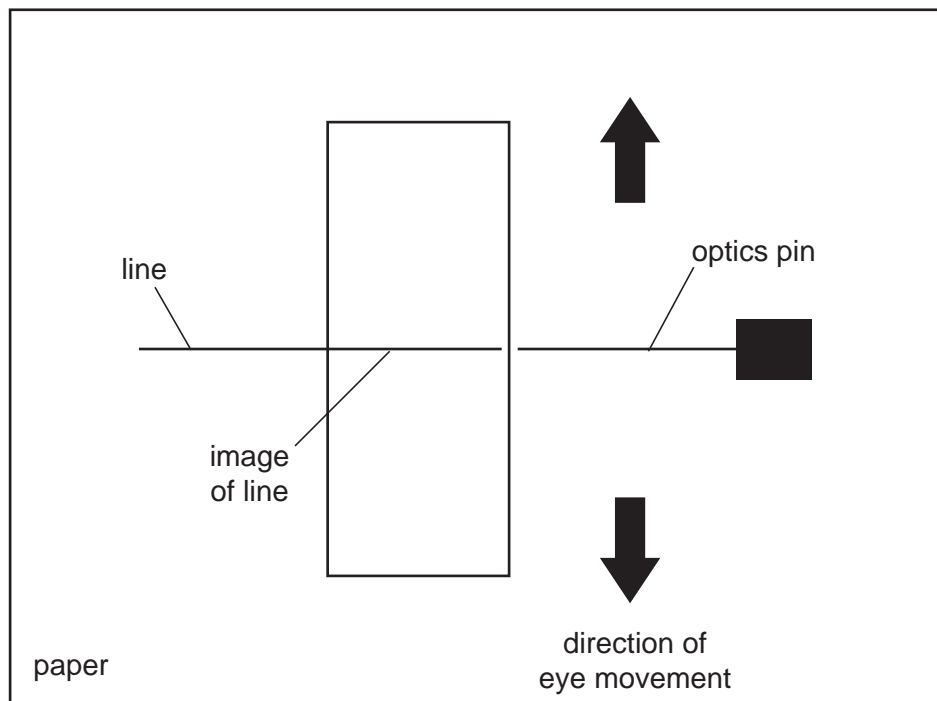 line
optics pin
image
of line
direction of
eye movement
paper